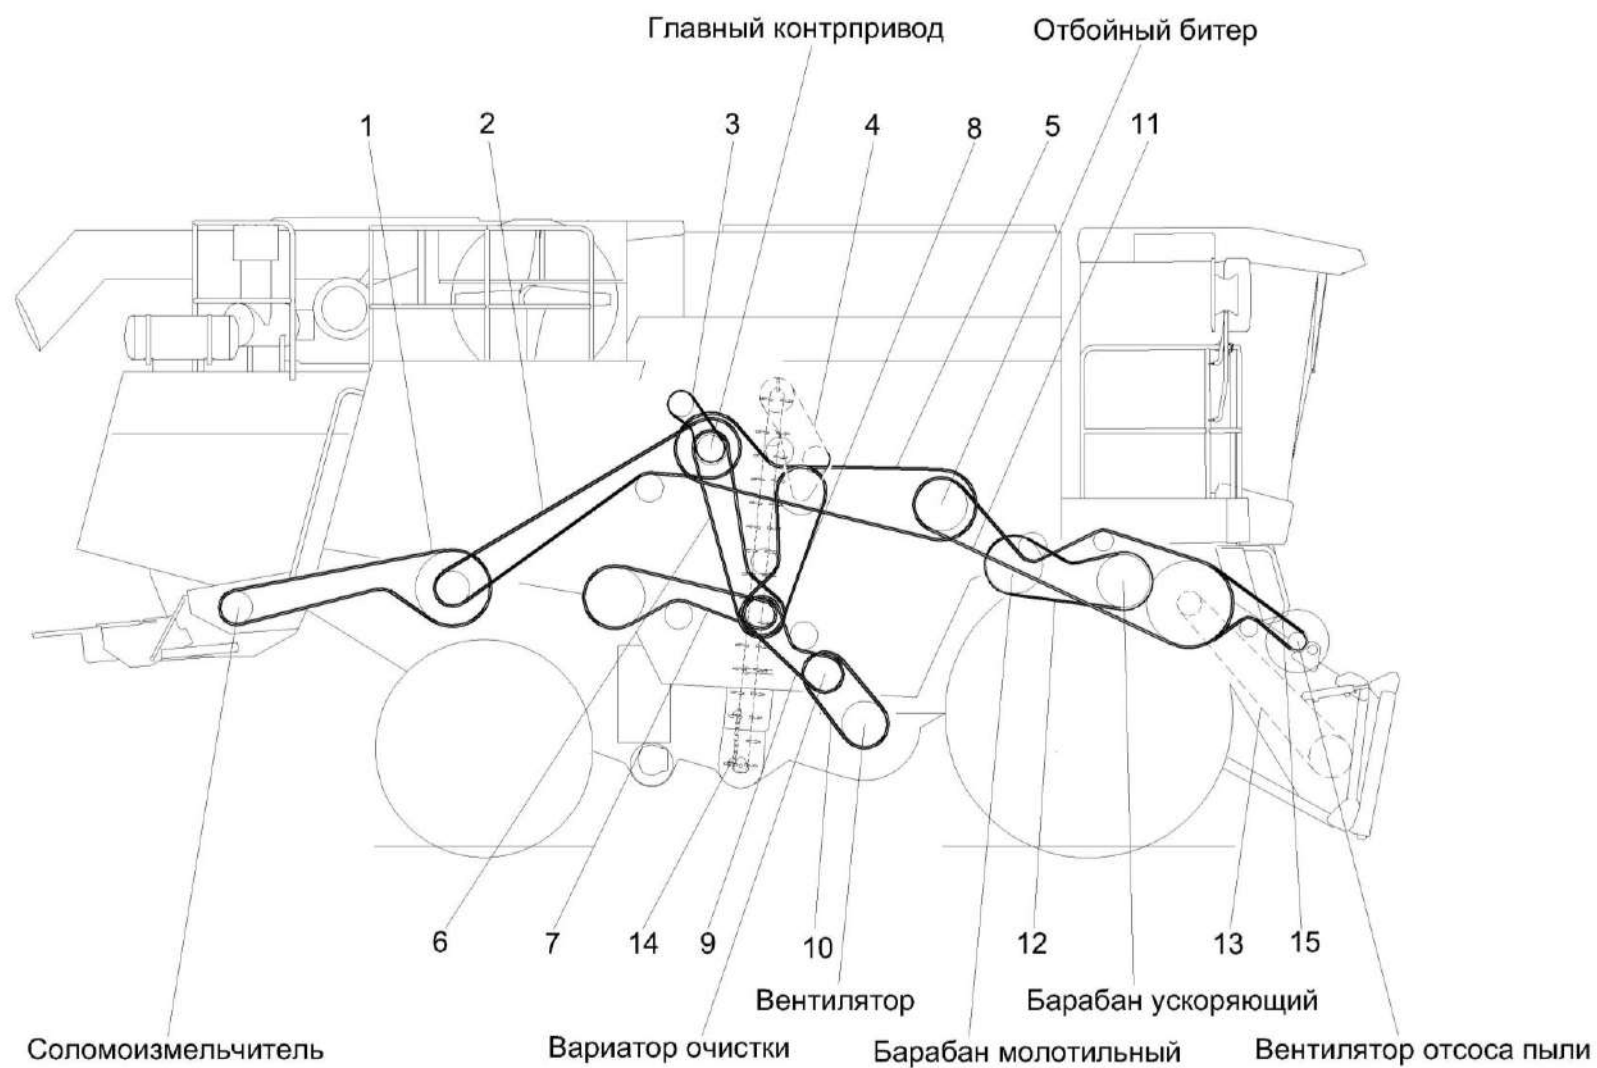 Главный контрпривод Отбойный битер
1 2 3 4 8 5 11
6 7 14 9 10 12 13 15
Вентилятор Барабан ускоряющий
Соломоизмельчитель Вариатор очистки Барабан молотильный Вентилятор отсоса пыли